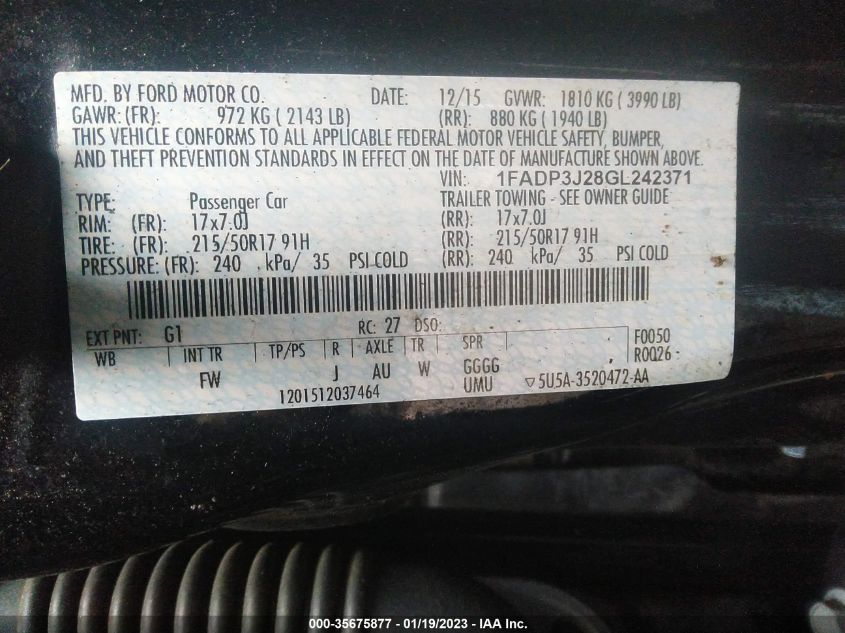 MFD. BY FORD MOTOR CO. DATE: 12/15 GVWR: 1810 KG ( 3990 LB)
GAWR: (FR): 972 KG ( 2143 LB) (RR): 880 KG ( 1940 LB)
THIS VEHICLE CONFORMS TO ALL APPLICABLE FEDERAL MOTOR VEHICLE SAFETY, BUMPER,
AND THEFT PREVENTION STANDARDS IN EFFECT ON THE DATE OF MANUFACTURE SHOWN ABOVE.
VIN: 1FADP3J28GL242371
TYPE: Passenger Car TRAILER TOWING - SEE OWNER GUIDE
RIM: (FR): 17x7.0J (RR): 17x7.0J
TIRE: (FR): 215/50R17 91H (RR): 215/50R17 91H
PRESSURE: (FR): 240 kPa/ 35 PSI COLD (RR): 240 kPa/ 35 PSI COLD
EXT PNT: G1 RC: 27 DSO: F0050
WB INT TR TP/PS R AXLE TR SPR R0026
FW J AU W GGGG
UMU
1201512037464 ▽5U5A-3520472-AA
000-35675877 - 01/19/2023 - IAA Inc.